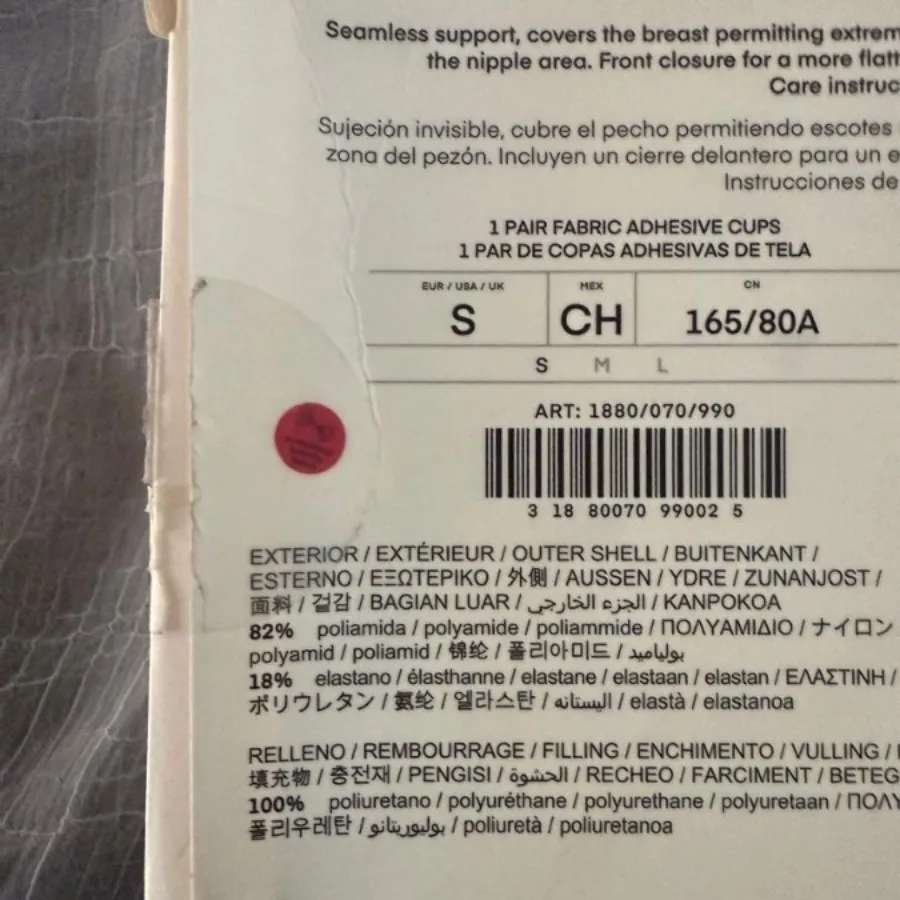 Seamless support, covers the breast permitting extrem
the nipple area. Front closure for a more flatt
Care instruc
Sujeción invisible, cubre el pecho permitiendo escotes
zona del pezón. Incluyen un cierre delantero para un e
Instrucciones de
1 PAIR FABRIC ADHESIVE CUPS
1 PAR DE COPAS ADHESIVAS DE TELA
EUR / USA / UK MEX CN
S CH 165/80A
S M L
ART: 1880/070/990
3 18 80070 99002 5
EXTERIOR / EXTÉRIEUR / OUTER SHELL / BUITENKANT /
ESTERNO / ΕΞΩΤΕΡΙΚΟ / 外側 / AUSSEN / YDRE / ZUNANJOST /
面料 / 겉감 / BAGIAN LUAR / الجزء الخارجي / KANPOKOA
82% poliamida / polyamide / poliammide / ΠΟΛΥΑΜΙΔΙΟ / ナイロン
polyamid / poliamid / 锦纶 / 폴리아미드 / بولياميد
18% elastano / élasthanne / elastane / elastaan / elastan / ΕΛΑΣΤΙΝΗ /
ポリウレタン / 氨纶 / 엘라스탄 / اليستانه / elastà / elastanoa
RELLENO / REMBOURRAGE / FILLING / ENCHIMENTO / VULLING /
填充物 / 충전재 / PENGISI / الحشوة / RECHEO / FARCIMENT / BETEG
100% poliuretano / polyuréthane / polyurethane / polyuretaan / ΠΟΛΥ
폴리우레탄 / بوليوريتانو / poliuretà / poliuretanoa